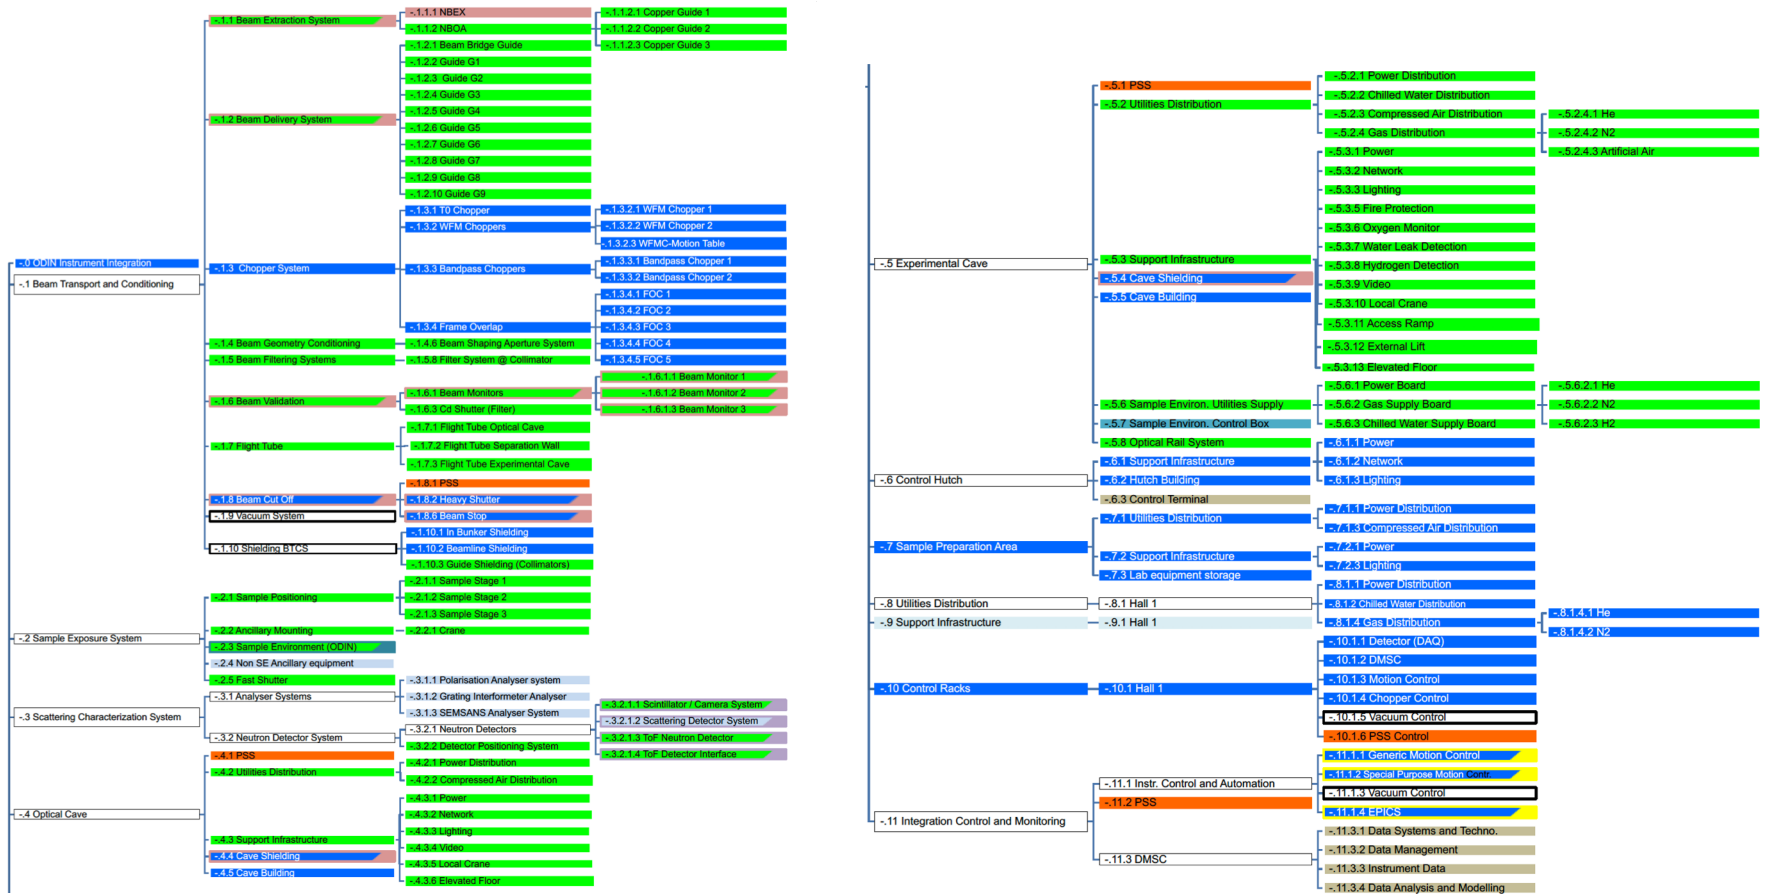 -.0 ODIN Instrument Integration
-.1 Beam Transport and Conditioning
-.1.1 Beam Extraction System
-.1.1.1 NBEX
-.1.1.2 NBOA
-.1.1.2.1 Copper Guide 1
-.1.1.2.2 Copper Guide 2
-.1.1.2.3 Copper Guide 3
-.1.2 Beam Delivery System
-.1.2.1 Beam Bridge Guide
-.1.2.2 Guide G1
-.1.2.3 Guide G2
-.1.2.4 Guide G3
-.1.2.5 Guide G4
-.1.2.6 Guide G5
-.1.2.7 Guide G6
-.1.2.8 Guide G7
-.1.2.9 Guide G8
-.1.2.10 Guide G9
-.1.3 Chopper System
-.1.3.1 T0 Chopper
-.1.3.2 WFM Choppers
-.1.3.2.1 WFM Chopper 1
-.1.3.2.2 WFM Chopper 2
-.1.3.2.3 WFMC-Motion Table
-.1.3.3 Bandpass Choppers
-.1.3.3.1 Bandpass Chopper 1
-.1.3.3.2 Bandpass Chopper 2
-.1.3.4 Frame Overlap
-.1.3.4.1 FOC 1
-.1.3.4.2 FOC 2
-.1.3.4.3 FOC 3
-.1.3.4.4 FOC 4
-.1.3.4.5 FOC 5
-.1.4 Beam Geometry Conditioning
-.1.4.6 Beam Shaping Aperture System
-.1.5 Beam Filtering Systems
-.1.5.8 Filter System @ Collimator
-.1.6 Beam Validation
-.1.6.1 Beam Monitors
-.1.6.1.1 Beam Monitor 1
-.1.6.1.2 Beam Monitor 2
-.1.6.1.3 Beam Monitor 3
-.1.6.3 Cd Shutter (Filter)
-.1.7 Flight Tube
-.1.7.1 Flight Tube Optical Cave
-.1.7.2 Flight Tube Separation Wall
-.1.7.3 Flight Tube Experimental Cave
-.1.8 Beam Cut Off
-.1.8.1 PSS
-.1.8.2 Heavy Shutter
-.1.8.6 Beam Stop
-.1.9 Vacuum System
-.1.10 Shielding BTCS
-.1.10.1 In Bunker Shielding
-.1.10.2 Beamline Shielding
-.1.10.3 Guide Shielding (Collimators)
-.2 Sample Exposure System
-.2.1 Sample Positioning
-.2.1.1 Sample Stage 1
-.2.1.2 Sample Stage 2
-.2.1.3 Sample Stage 3
-.2.2 Ancillary Mounting
-.2.2.1 Crane
-.2.3 Sample Environment (ODIN)
-.2.4 Non SE Ancillary equipment
-.2.5 Fast Shutter
-.3 Scattering Characterization System
-.3.1 Analyser Systems
-.3.1.1 Polarisation Analyser system
-.3.1.2 Grating Interformeter Analyser
-.3.1.3 SEMSANS Analyser System
-.3.2 Neutron Detector System
-.3.2.1 Neutron Detectors
-.3.2.1.1 Scintillator / Camera System
-.3.2.1.2 Scattering Detector System
-.3.2.1.3 ToF Neutron Detector
-.3.2.1.4 ToF Detector Interface
-.3.2.2 Detector Positioning System
-.4 Optical Cave
-.4.1 PSS
-.4.2 Utilities Distribution
-.4.2.1 Power Distribution
-.4.2.2 Compressed Air Distribution
-.4.3 Support Infrastructure
-.4.3.1 Power
-.4.3.2 Network
-.4.3.3 Lighting
-.4.3.4 Video
-.4.3.5 Local Crane
-.4.3.6 Elevated Floor
-.4.4 Cave Shielding
-.4.5 Cave Building
-.5 Experimental Cave
-.5.1 PSS
-.5.2 Utilities Distribution
-.5.2.1 Power Distribution
-.5.2.2 Chilled Water Distribution
-.5.2.3 Compressed Air Distribution
-.5.2.4 Gas Distribution
-.5.2.4.1 He
-.5.2.4.2 N2
-.5.2.4.3 Artificial Air
-.5.3 Support Infrastructure
-.5.3.1 Power
-.5.3.2 Network
-.5.3.3 Lighting
-.5.3.5 Fire Protection
-.5.3.6 Oxygen Monitor
-.5.3.7 Water Leak Detection
-.5.3.8 Hydrogen Detection
-.5.3.9 Video
-.5.3.10 Local Crane
-.5.3.11 Access Ramp
-.5.3.12 External Lift
-.5.3.13 Elevated Floor
-.5.4 Cave Shielding
-.5.5 Cave Building
-.5.6 Sample Environ. Utilities Supply
-.5.6.1 Power Board
-.5.6.2 Gas Supply Board
-.5.6.2.1 He
-.5.6.2.2 N2
-.5.6.2.3 H2
-.5.6.3 Chilled Water Supply Board
-.5.7 Sample Environ. Control Box
-.5.8 Optical Rail System
-.6 Control Hutch
-.6.1 Support Infrastructure
-.6.1.1 Power
-.6.1.2 Network
-.6.1.3 Lighting
-.6.2 Hutch Building
-.6.3 Control Terminal
-.7 Sample Preparation Area
-.7.1 Utilities Distribution
-.7.1.1 Power Distribution
-.7.1.3 Compressed Air Distribution
-.7.2 Support Infrastructure
-.7.2.1 Power
-.7.2.3 Lighting
-.7.3 Lab equipment storage
-.8 Utilities Distribution
-.8.1 Hall 1
-.8.1.1 Power Distribution
-.8.1.2 Chilled Water Distribution
-.8.1.4 Gas Distribution
-.8.1.4.1 He
-.8.1.4.2 N2
-.9 Support Infrastructure
-.9.1 Hall 1
-.10 Control Racks
-.10.1 Hall 1
-.10.1.1 Detector (DAQ)
-.10.1.2 DMSC
-.10.1.3 Motion Control
-.10.1.4 Chopper Control
-.10.1.5 Vacuum Control
-.10.1.6 PSS Control
-.11 Integration Control and Monitoring
-.11.1 Instr. Control and Automation
-.11.1.1 Generic Motion Control
-.11.1.2 Special Purpose Motion Contr.
-.11.1.3 Vacuum Control
-.11.1.4 EPICS
-.11.2 PSS
-.11.3 DMSC
-.11.3.1 Data Systems and Techno.
-.11.3.2 Data Management
-.11.3.3 Instrument Data
-.11.3.4 Data Analysis and Modelling